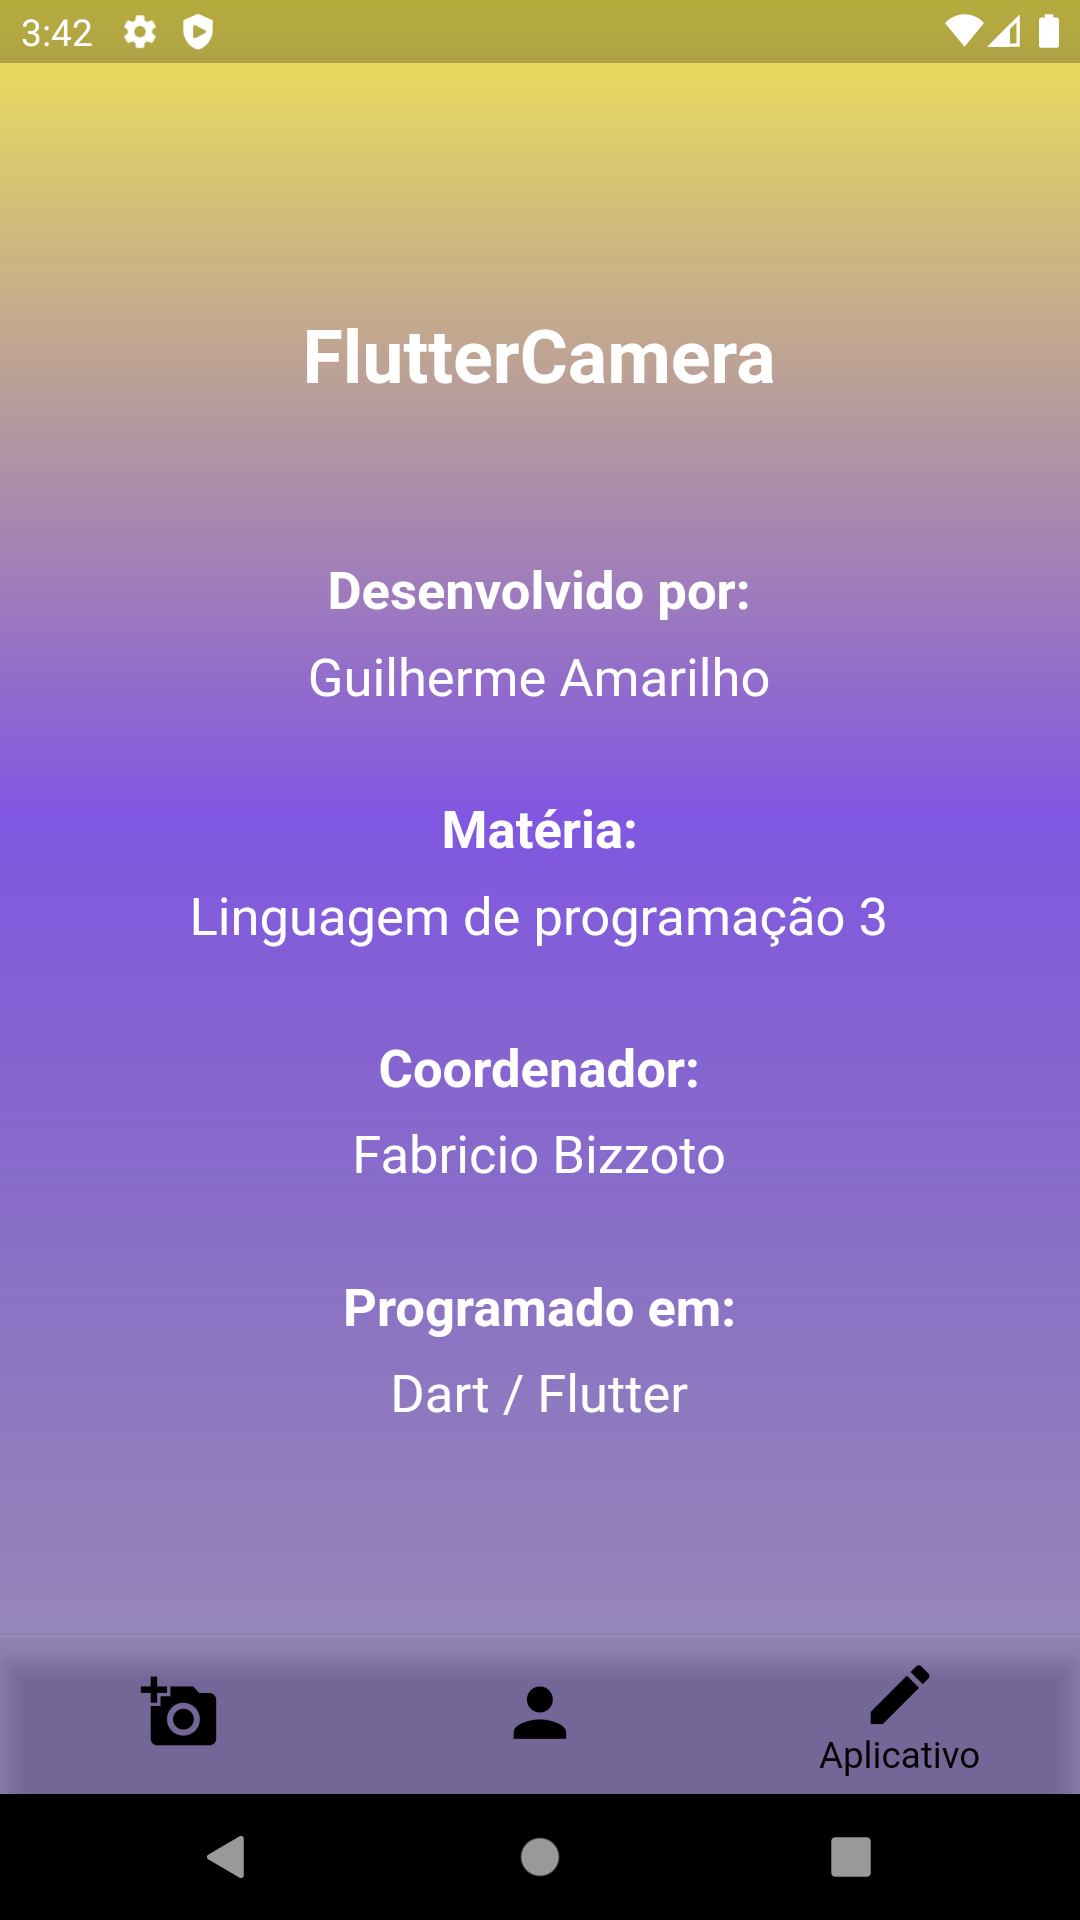 3:42
FlutterCamera
Desenvolvido por:
Guilherme Amarilho
Matéria:
Linguagem de programação 3
Coordenador:
Fabricio Bizzoto
Programado em:
Dart / Flutter
Aplicativo